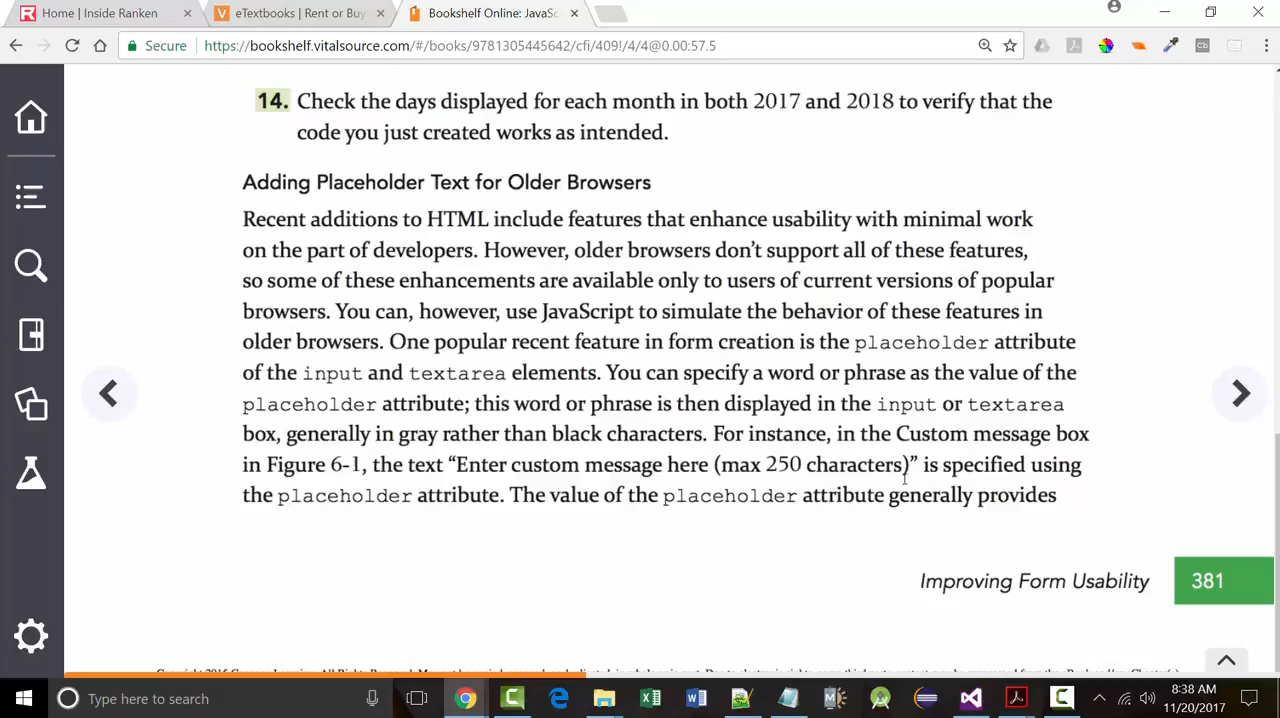 Home | Inside Ranken
eTextbooks | Rent or Buy
Bookshelf Online: JavaSc
Secure
https://bookshelf.vitalsource.com/#/books/9781305445642/cfi/409!/4/4@0.00:57.5
14. Check the days displayed for each month in both 2017 and 2018 to verify that the
code you just created works as intended.
Adding Placeholder Text for Older Browsers
Recent additions to HTML include features that enhance usability with minimal work
on the part of developers. However, older browsers don't support all of these features,
so some of these enhancements are available only to users of current versions of popular
browsers. You can, however, use JavaScript to simulate the behavior of these features in
older browsers. One popular recent feature in form creation is the placeholder attribute
of the input and textarea elements. You can specify a word or phrase as the value of the
placeholder attribute; this word or phrase is then displayed in the input or textarea
box, generally in gray rather than black characters. For instance, in the Custom message box
in Figure 6-1, the text “Enter custom message here (max 250 characters)” is specified using
the placeholder attribute. The value of the placeholder attribute generally provides
Improving Form Usability 381
Type here to search
8:38 AM
11/20/2017